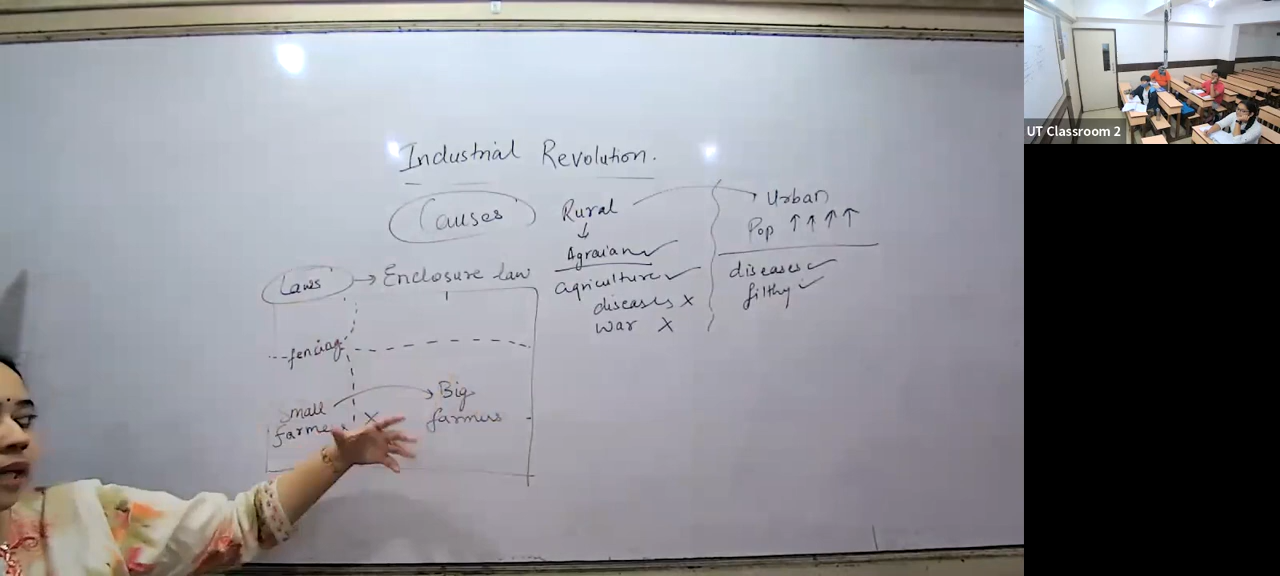 Industrial Revolution.
Causes
Rural
Urban
Pop ↑↑↑↑
Agraian ✓
Laws → Enclosure law
agriculture ✓
diseases x
war x
diseases ✓
filthy ✓
fencing
Small farmers x
Big farmers
UT Classroom 2